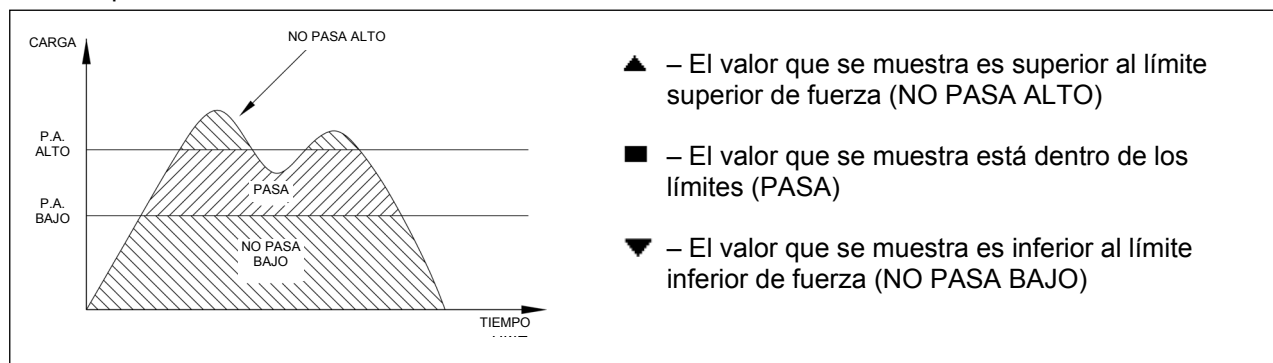 CARGA
NO PASA ALTO
P.A.
ALTO
PASA
P.A.
BAJO
NO PASA
BAJO
TIEMPO
▲ – El valor que se muestra es superior al límite
superior de fuerza (NO PASA ALTO)
■ – El valor que se muestra está dentro de los
límites (PASA)
▼ – El valor que se muestra es inferior al límite
inferior de fuerza (NO PASA BAJO)